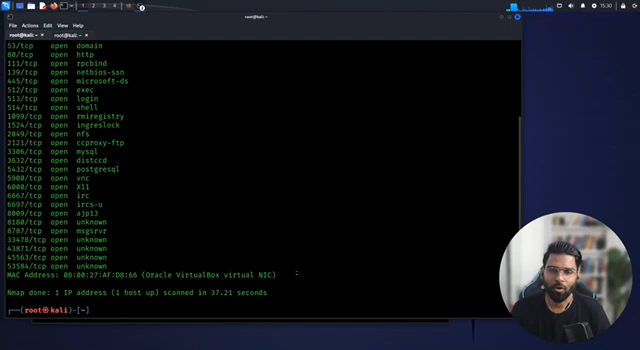 1 2 3 4
15:30
root@kali: ~
File Actions Edit View Help
root@kali: ~ × root@kali: ~ ×
53/tcp open domain
80/tcp open http
111/tcp open rpcbind
139/tcp open netbios-ssn
445/tcp open microsoft-ds
512/tcp open exec
513/tcp open login
514/tcp open shell
1099/tcp open rmiregistry
1524/tcp open ingreslock
2049/tcp open nfs
2121/tcp open ccproxy-ftp
3306/tcp open mysql
3632/tcp open distccd
5432/tcp open postgresql
5900/tcp open vnc
6000/tcp open X11
6667/tcp open irc
6697/tcp open ircs-u
8009/tcp open ajp13
8180/tcp open unknown
8787/tcp open msgsrvr
33478/tcp open unknown
43871/tcp open unknown
45563/tcp open unknown
53584/tcp open unknown
MAC Address: 08:00:27:AF:D8:66 (Oracle VirtualBox virtual NIC)
Nmap done: 1 IP address (1 host up) scanned in 37.21 seconds
(root㉿kali)-[~]